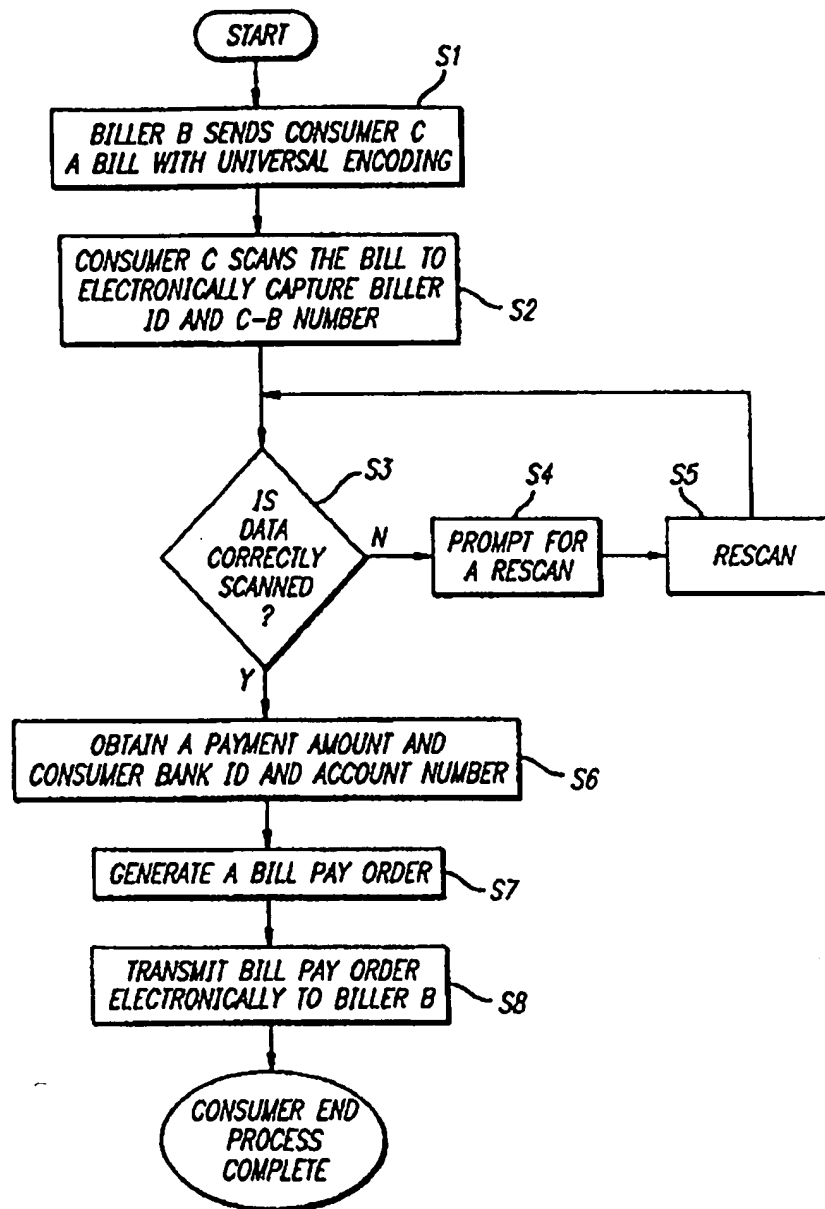 START
S1
BILLER B SENDS CONSUMER C
A BILL WITH UNIVERSAL ENCODING
CONSUMER C SCANS THE BILL TO
ELECTRONICALLY CAPTURE BILLER
ID AND C-B NUMBER
S2
S3
IS
DATA
CORRECTLY
SCANNED
?
N
S4
PROMPT FOR
A RESCAN
S5
RESCAN
Y
OBTAIN A PAYMENT AMOUNT AND
CONSUMER BANK ID AND ACCOUNT NUMBER
S6
GENERATE A BILL PAY ORDER
S7
TRANSMIT BILL PAY ORDER
ELECTRONICALLY TO BILLER B
S8
CONSUMER END
PROCESS
COMPLETE